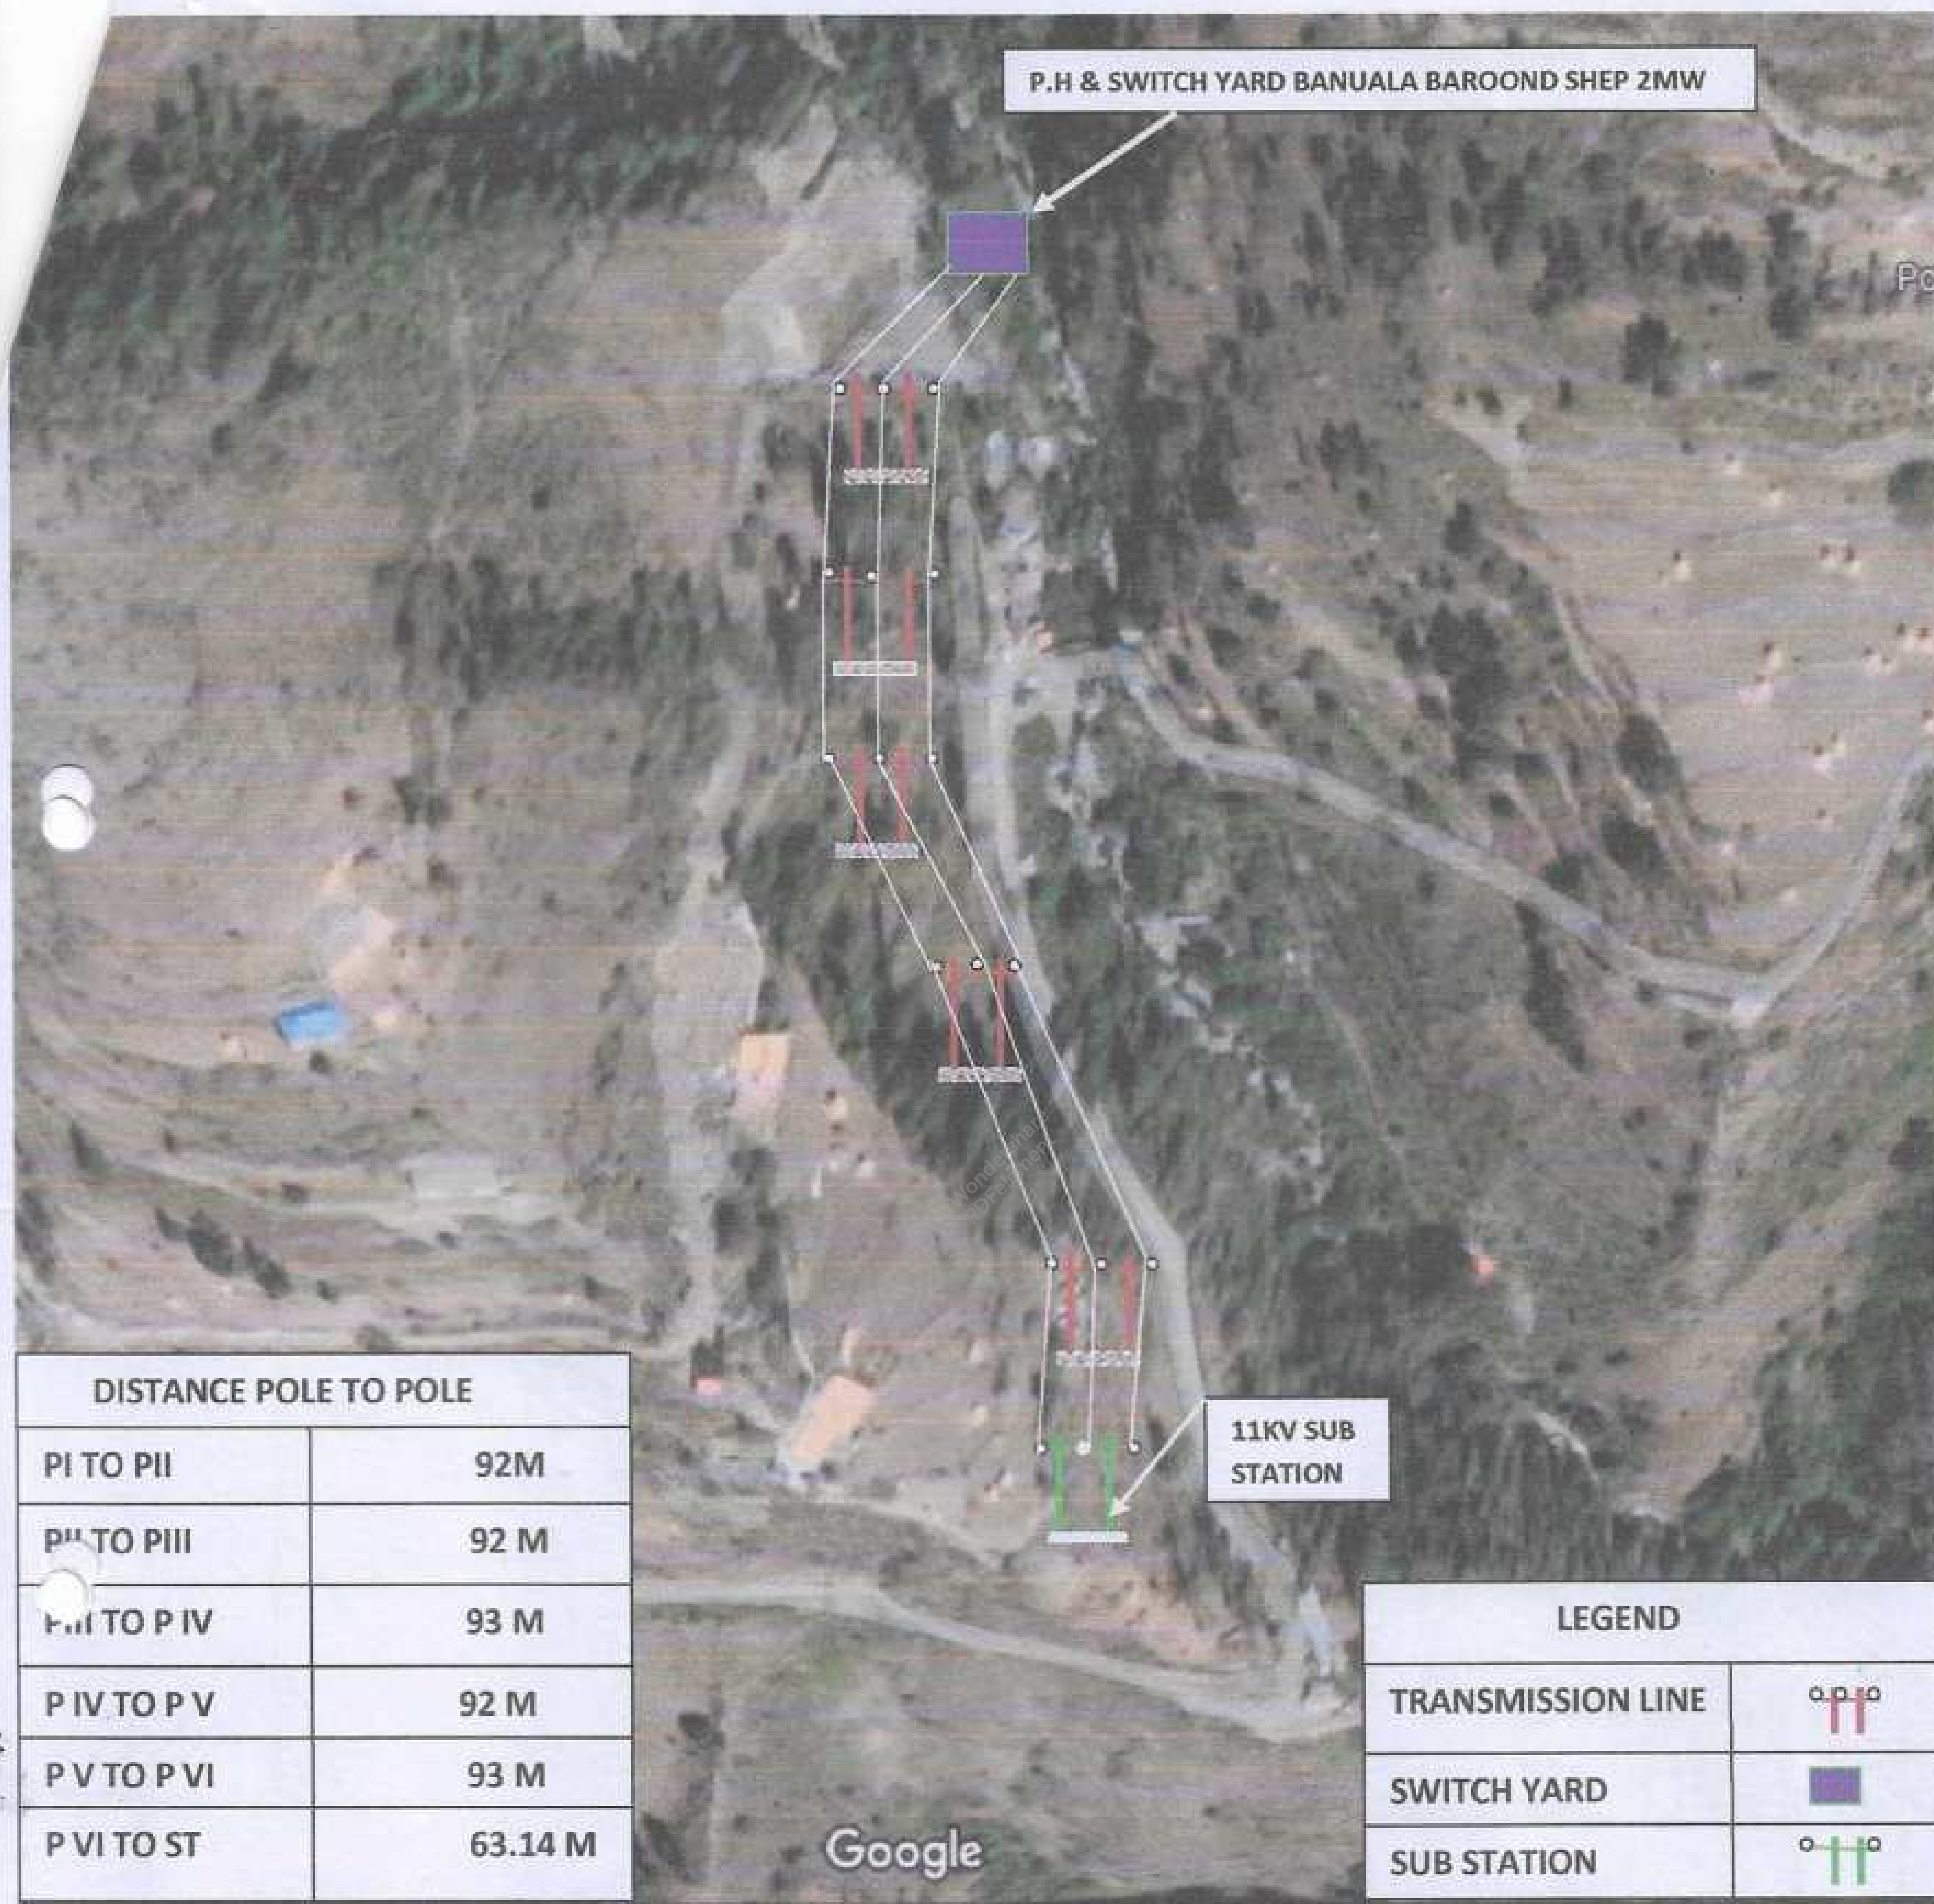 P.H & SWITCH YARD BANUALA BAROOND SHEP 2MW
Po
11KV SUB
STATION
DISTANCE POLE TO POLE
PI TO PII 92M
PII TO PIII 92 M
TO P IV 93 M
P IV TO P V 92 M
P V TO P VI 93 M
P VI TO ST 63.14 M
LEGEND
TRANSMISSION LINE
SWITCH YARD
SUB STATION
Google